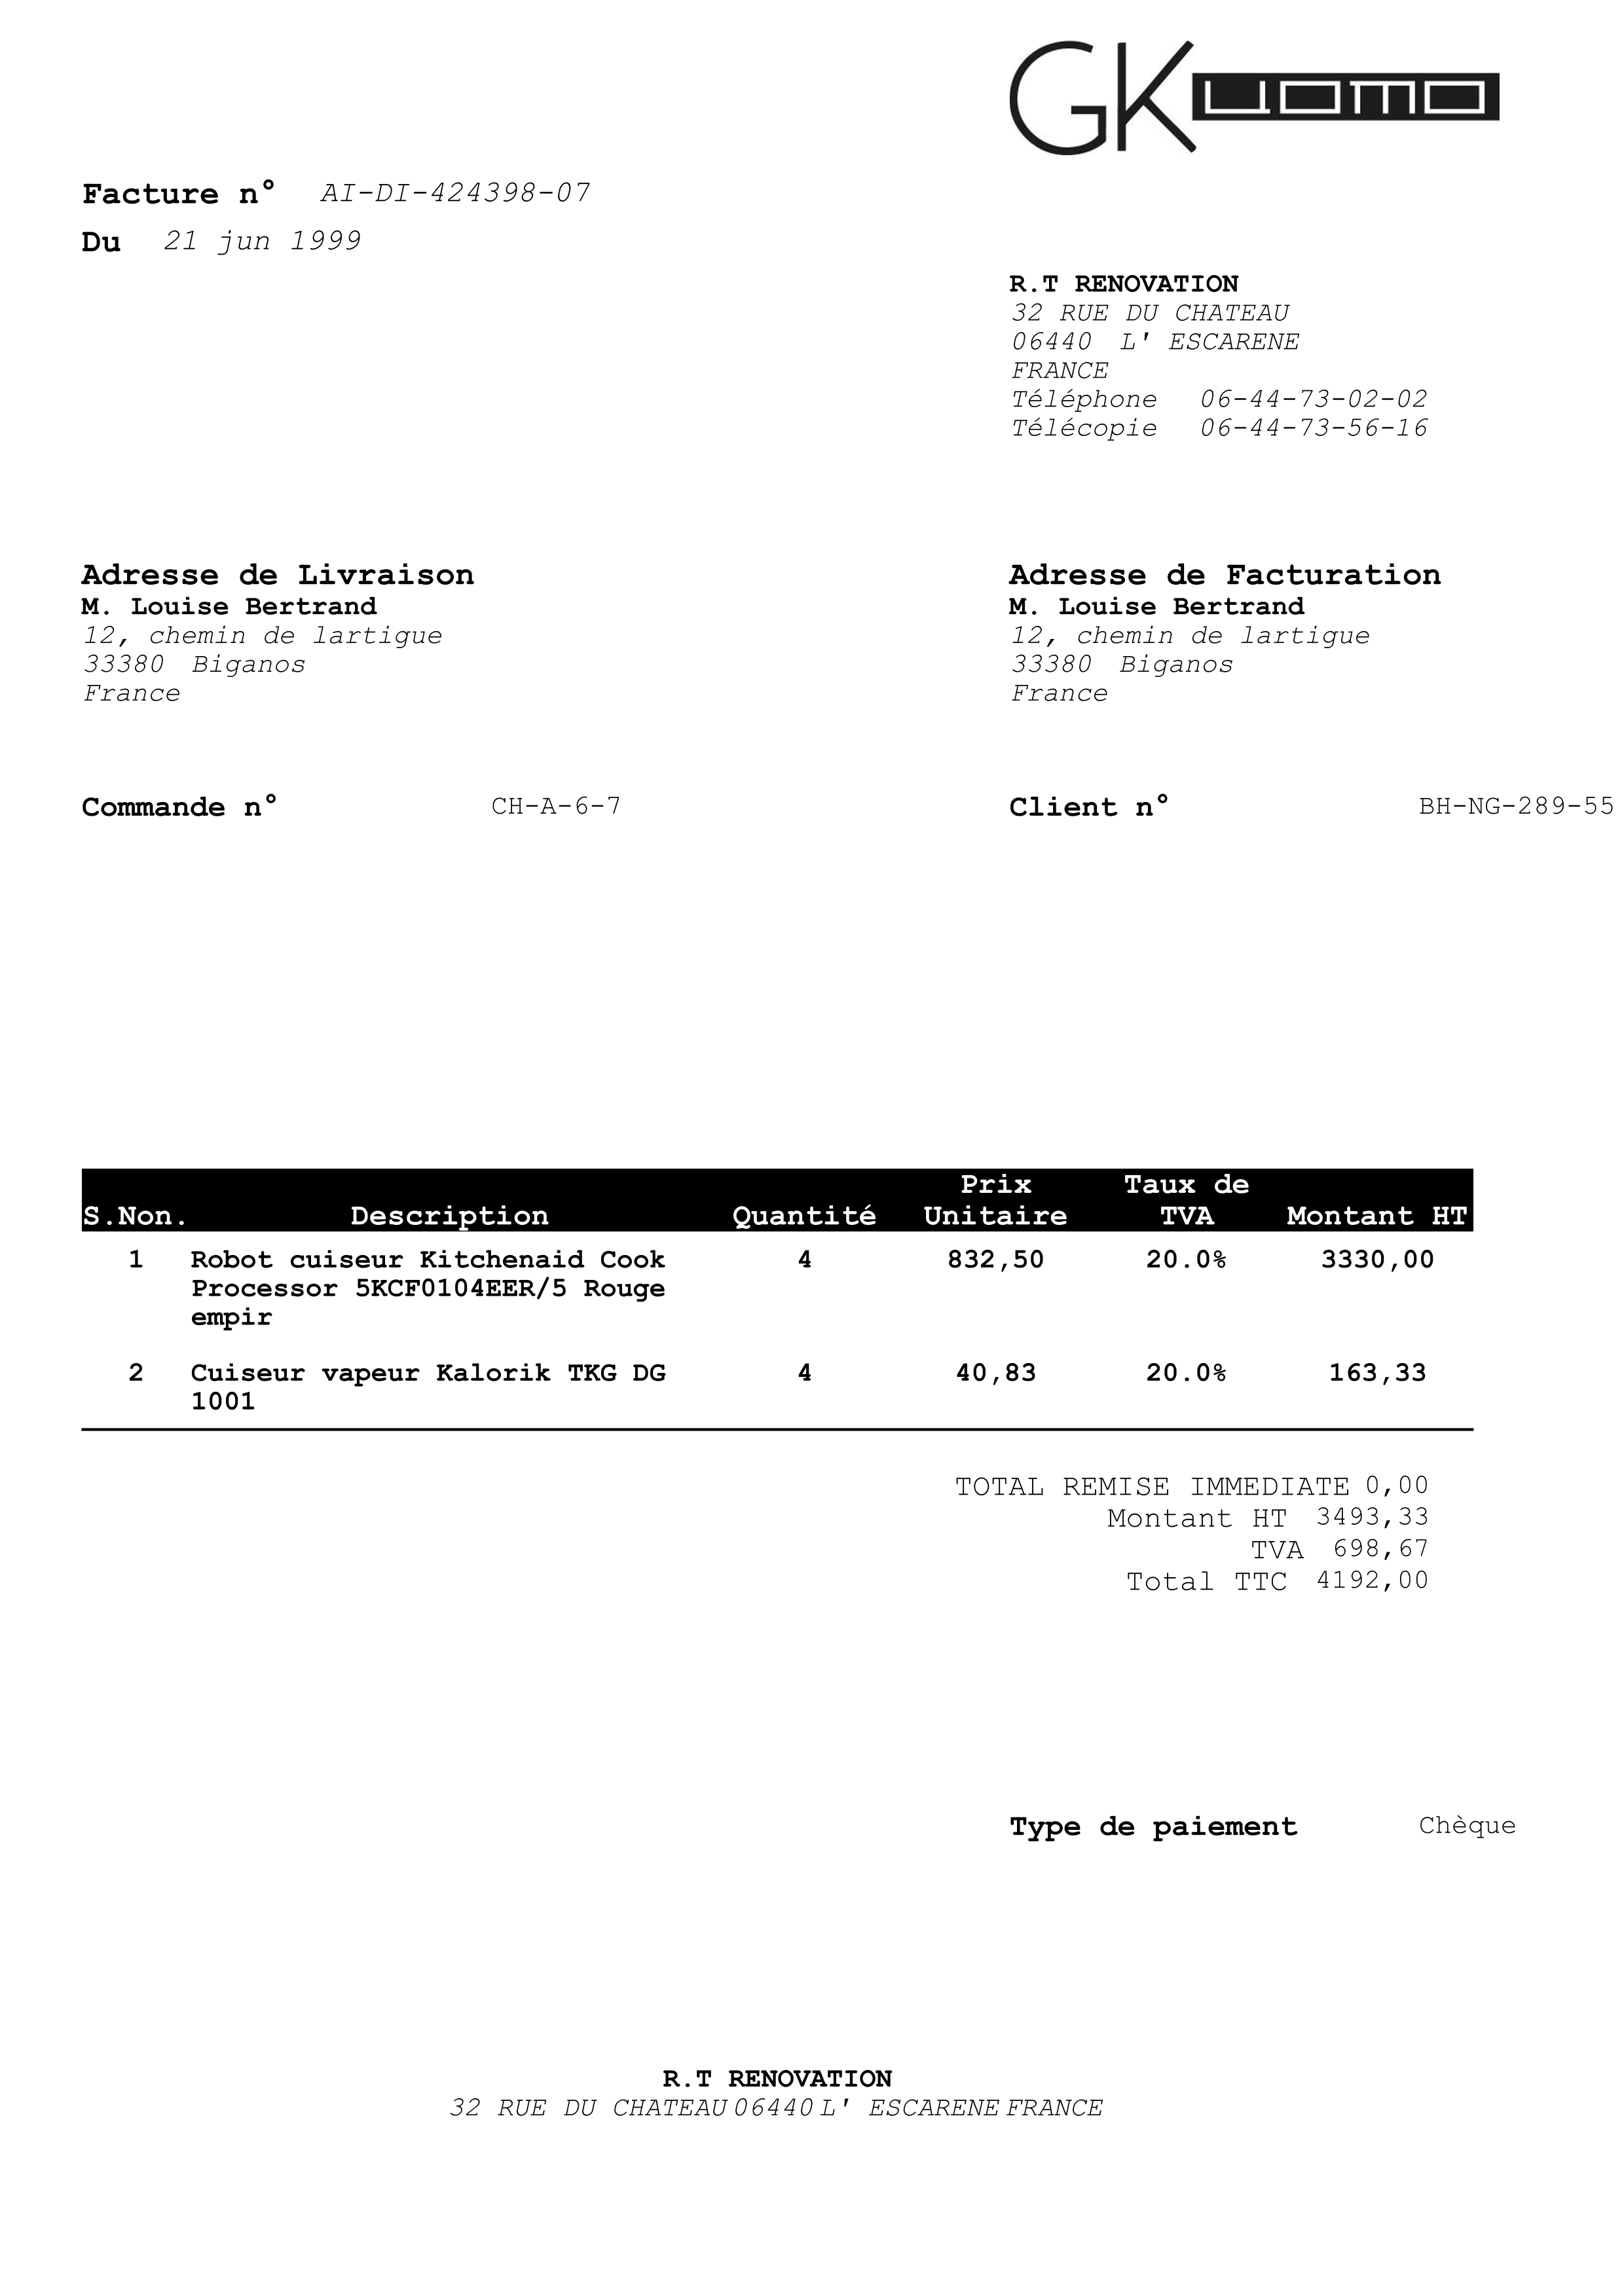 GK uomo
Facture n° AI-DI-424398-07
Du 21 jun 1999
R.T RENOVATION
32 RUE DU CHATEAU
06440 L' ESCARENE
FRANCE
Téléphone 06-44-73-02-02
Télécopie 06-44-73-56-16
Adresse de Livraison
M. Louise Bertrand
12, chemin de lartigue
33380 Biganos
France
Adresse de Facturation
M. Louise Bertrand
12, chemin de lartigue
33380 Biganos
France
Commande n° CH-A-6-7
Client n° BH-NG-289-55
S.Non. Description Quantité Prix Unitaire Taux de TVA Montant HT
1 Robot cuiseur Kitchenaid Cook 4 832,50 20.0% 3330,00
Processor 5KCF0104EER/5 Rouge
empir
2 Cuiseur vapeur Kalorik TKG DG 4 40,83 20.0% 163,33
1001
TOTAL REMISE IMMEDIATE 0,00
Montant HT 3493,33
TVA 698,67
Total TTC 4192,00
Type de paiement Chèque
R.T RENOVATION
32 RUE DU CHATEAU 06440 L' ESCARENE FRANCE